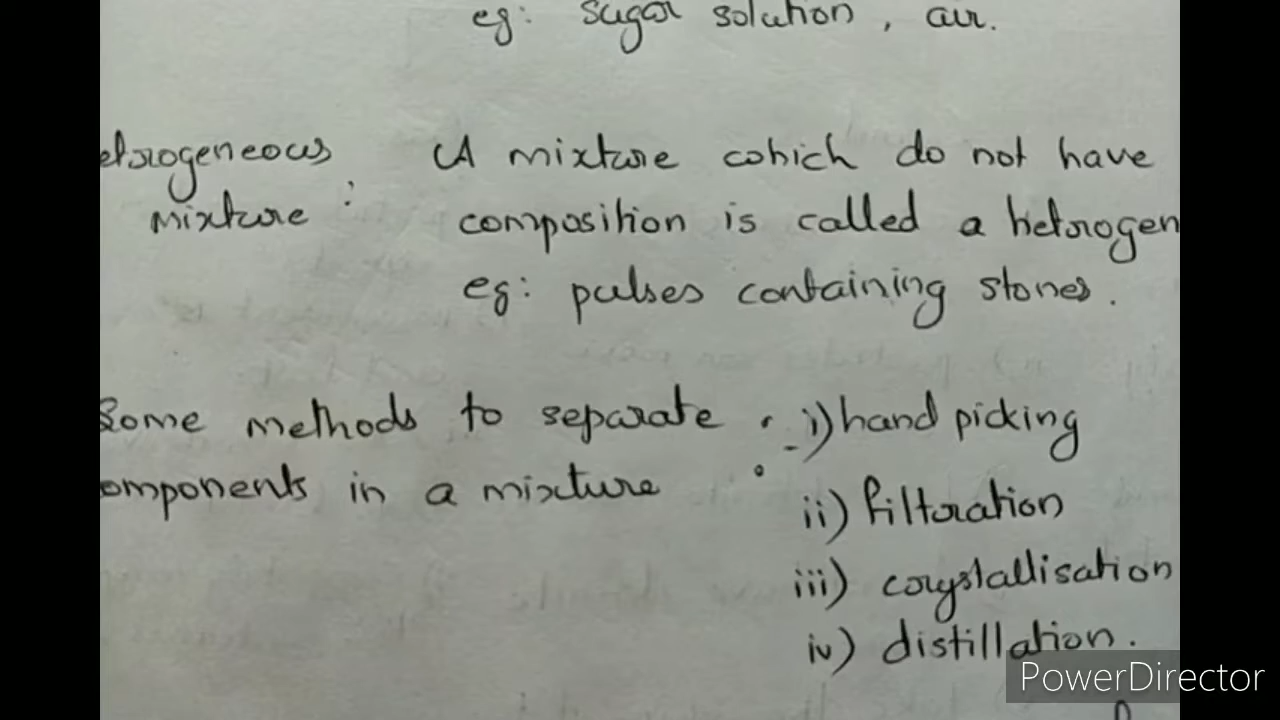 eg: sugar solution, air.
etrogeneous A mixture which do not have
mixture : composition is called a hetrogen
eg: pulses containing stones.
Some methods to separate : - i) hand picking
omponents in a mixture
ii) filtration
iii) crystallisation
iv) distillation.
PowerDirector